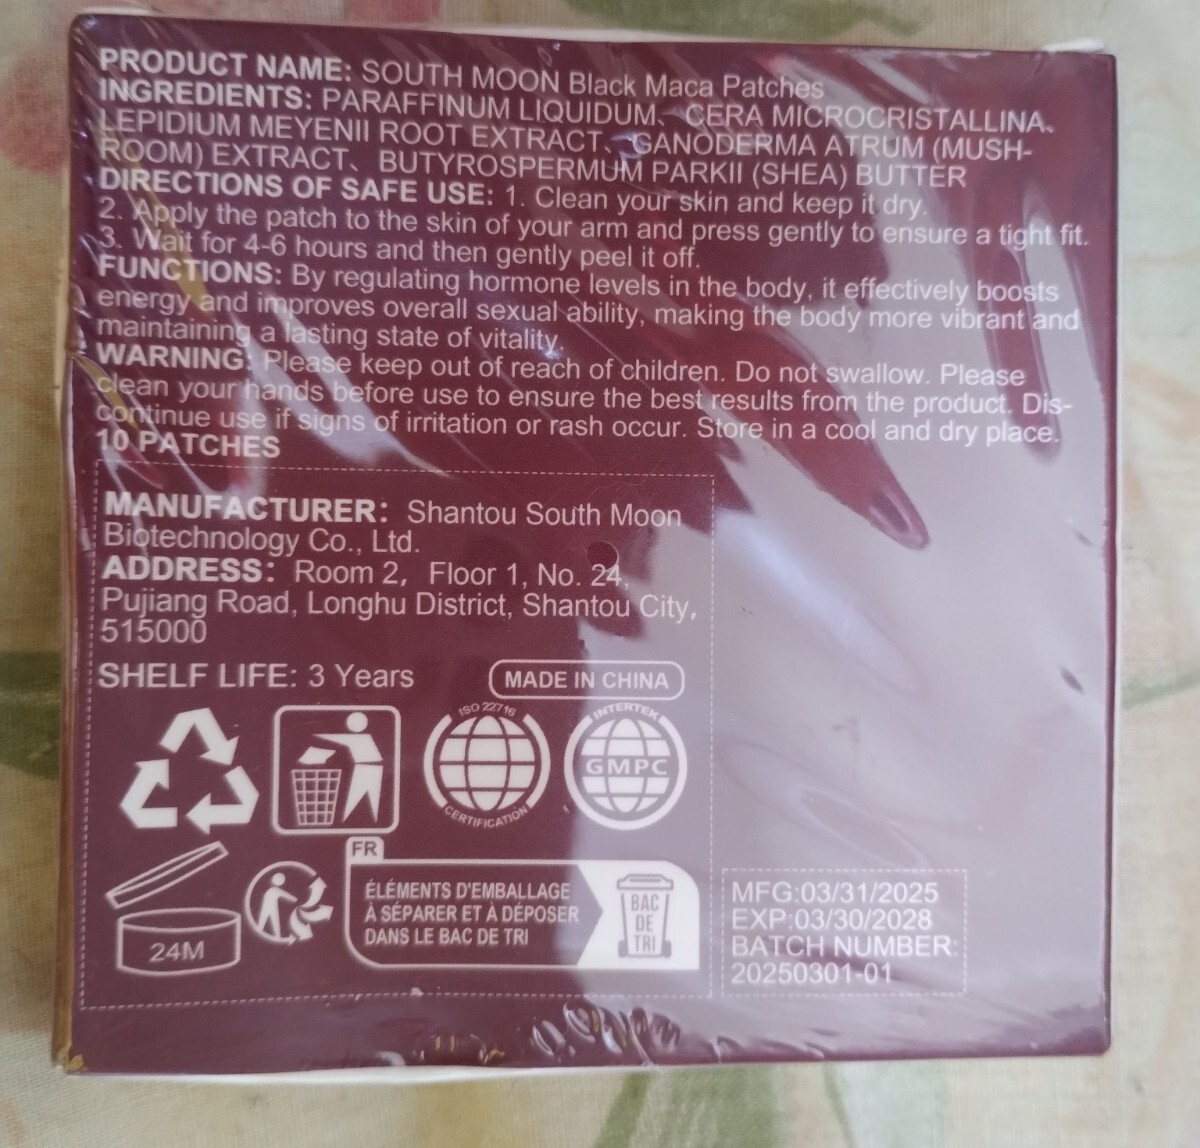 PRODUCT NAME: SOUTH MOON Black Maca Patches
INGREDIENTS: PARAFFINUM LIQUIDUM、CERA MICROCRISTALLINA、
LEPIDIUM MEYENII ROOT EXTRACT、GANODERMA ATRUM (MUSH-
ROOM) EXTRACT、BUTYROSPERMUM PARKII (SHEA) BUTTER
DIRECTIONS OF SAFE USE: 1. Clean your skin and keep it dry.
2. Apply the patch to the skin of your arm and press gently to ensure a tight fit.
3. Wait for 4-6 hours and then gently peel it off.
FUNCTIONS: By regulating hormone levels in the body, it effectively boosts
energy and improves overall sexual ability, making the body more vibrant and
maintaining a lasting state of vitality.
WARNING: Please keep out of reach of children. Do not swallow. Please
clean your hands before use to ensure the best results from the product. Dis-
continue use if signs of irritation or rash occur. Store in a cool and dry place.
10 PATCHES
MANUFACTURER: Shantou South Moon
Biotechnology Co., Ltd.
ADDRESS: Room 2, Floor 1, No. 24,
Pujiang Road, Longhu District, Shantou City,
515000
SHELF LIFE: 3 Years
MADE IN CHINA
ISO 22716
CERTIFICATION
INTERTEK
GMPC
24M
FR
ÉLÉMENTS D'EMBALLAGE
À SÉPARER ET À DÉPOSER
DANS LE BAC DE TRI
BAC
DE
TRI
MFG:03/31/2025
EXP:03/30/2028
BATCH NUMBER:
20250301-01